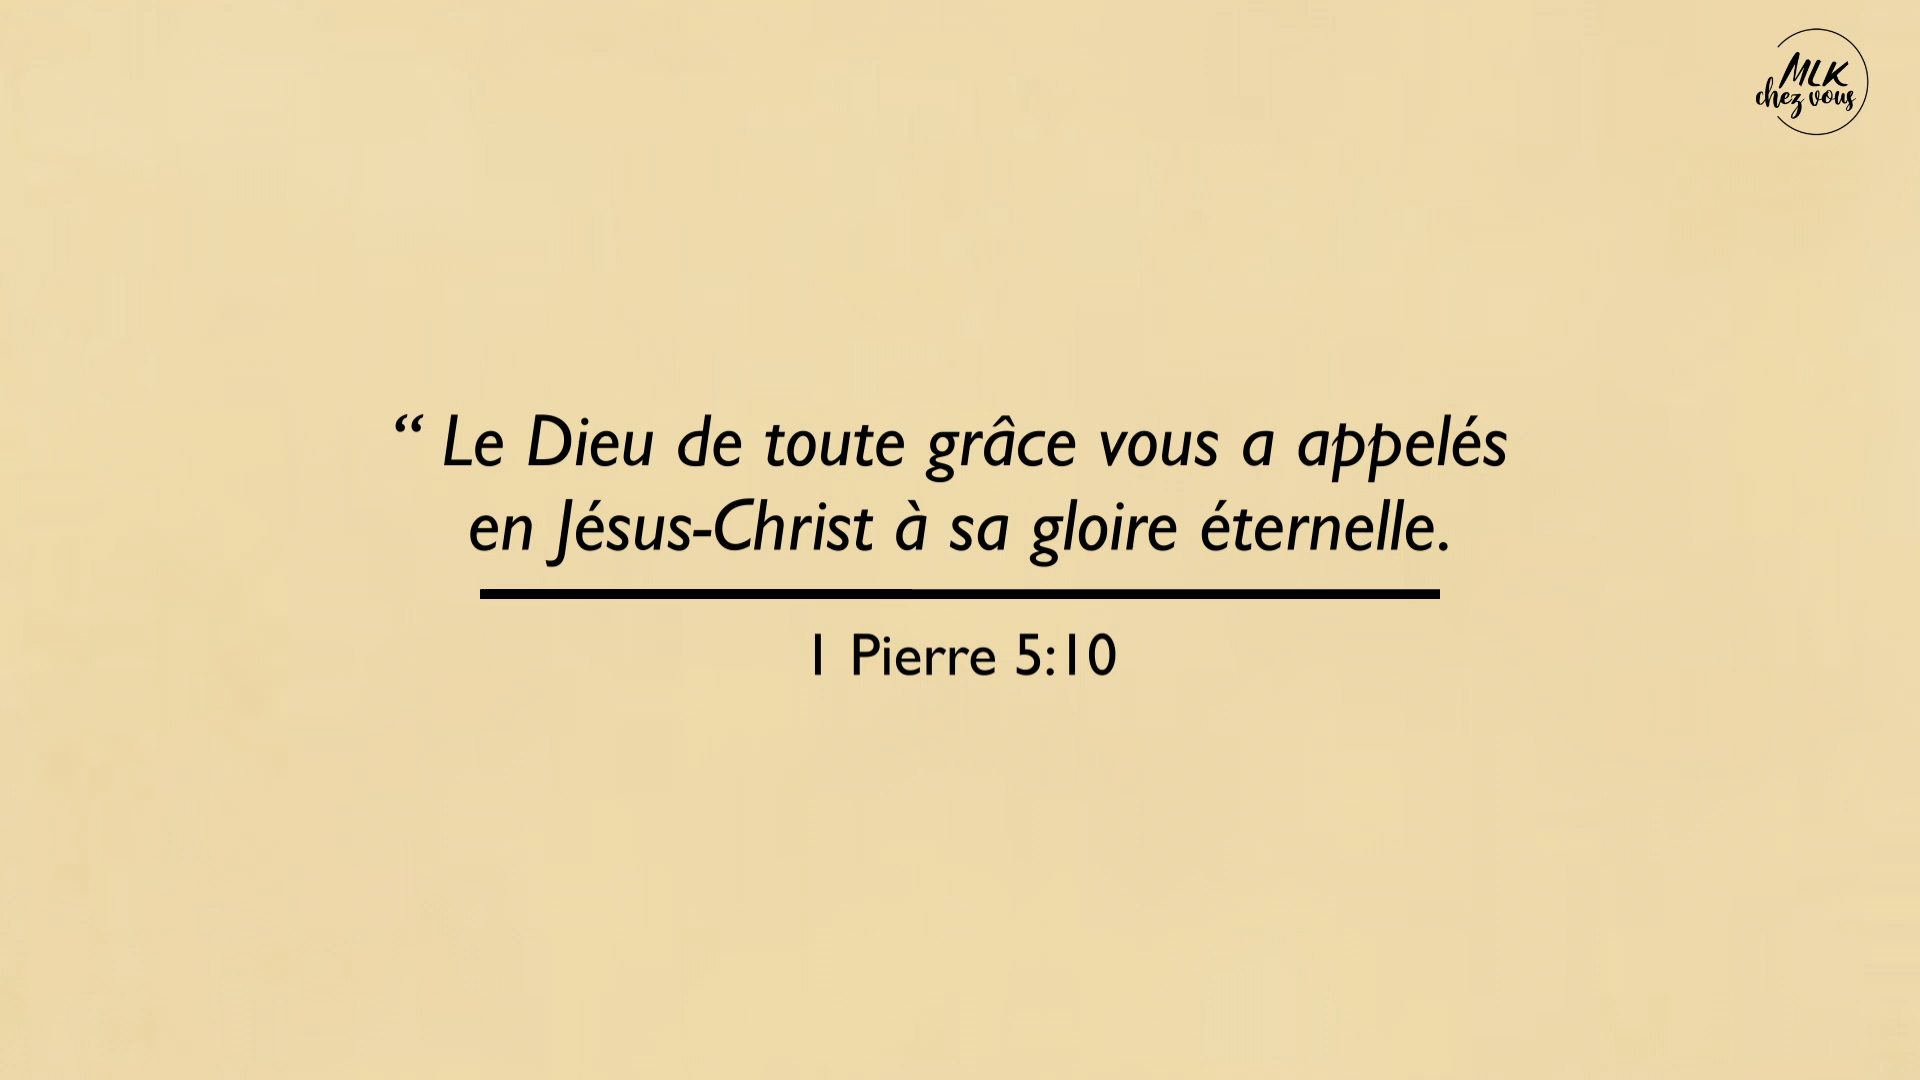 MLK
chez vous
“ Le Dieu de toute grâce vous a appelés
en Jésus-Christ à sa gloire éternelle.
1 Pierre 5:10